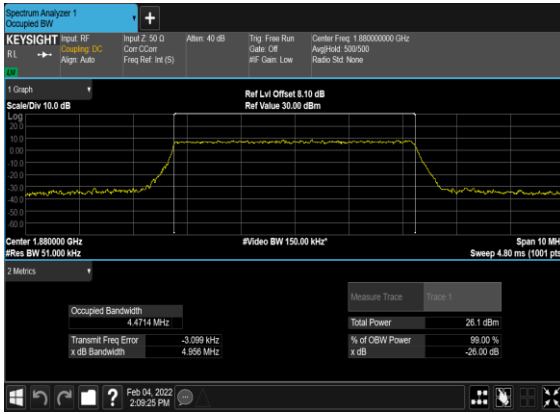 Spectrum Analyzer 1
Occupied BW
+
KEYSIGHT Input: RF Input Z: 50 Ω Atten: 40 dB Trig: Free Run Center Freq: 1.880000000 GHz
RL Coupling: DC Corr CCorr Gate: Off Avg|Hold: 500/500
Align: Auto Freq Ref: Int (S) #IF Gain: Low Radio Std: None
1 Graph
Ref Lvl Offset 8.10 dB
Scale/Div 10.0 dB Ref Value 30.00 dBm
Log
20.0
10.0
0.00
-10.0
-20.0
-30.0
-40.0
-50.0
-60.0
Center 1.880000 GHz #Video BW 150.00 kHz* Span 10 MH
#Res BW 51.000 kHz Sweep 4.80 ms (1001 pts
2 Metrics
Measure Trace Trace 1
Occupied Bandwidth
4.4714 MHz Total Power 26.1 dBm
Transmit Freq Error -3.099 kHz % of OBW Power 99.00 %
x dB Bandwidth 4.956 MHz x dB -26.00 dB
? Feb 04, 2022
2:09:25 PM